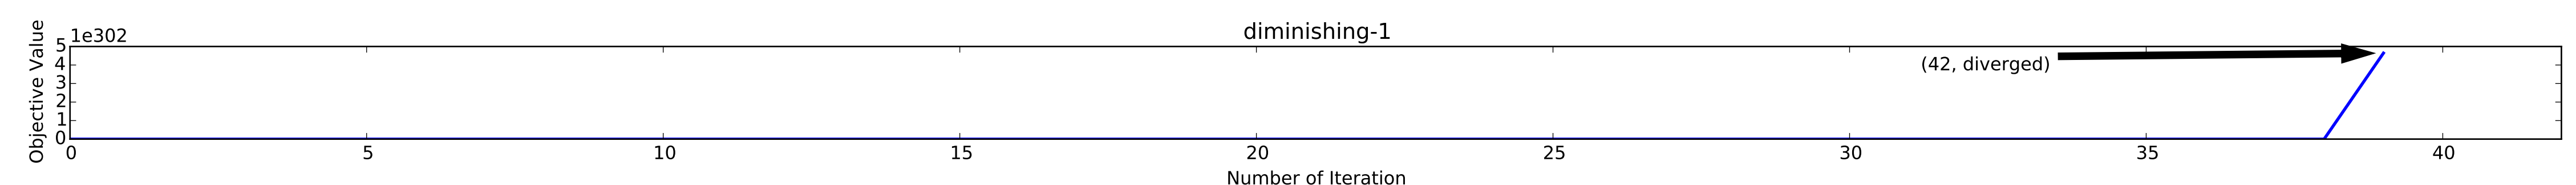 diminishing-1
1e302
Objective Value
5
4
3
2
1
0
(42, diverged)
0 5 10 15 20 25 30 35 40
Number of Iteration